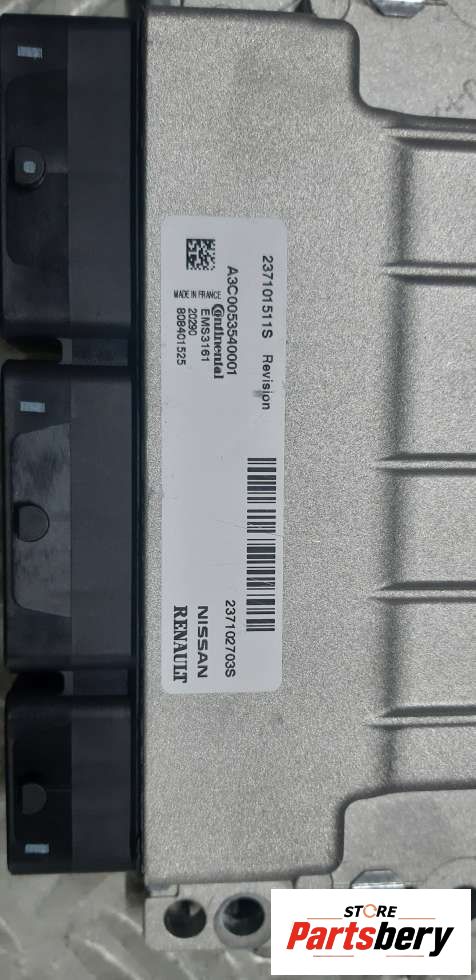 237101511S Revision
A3C0053540001
Continental
MADE IN FRANCE
EMS3161
20290
808401525
237102703S
NISSAN
RENAULT
STORE
Partsbery